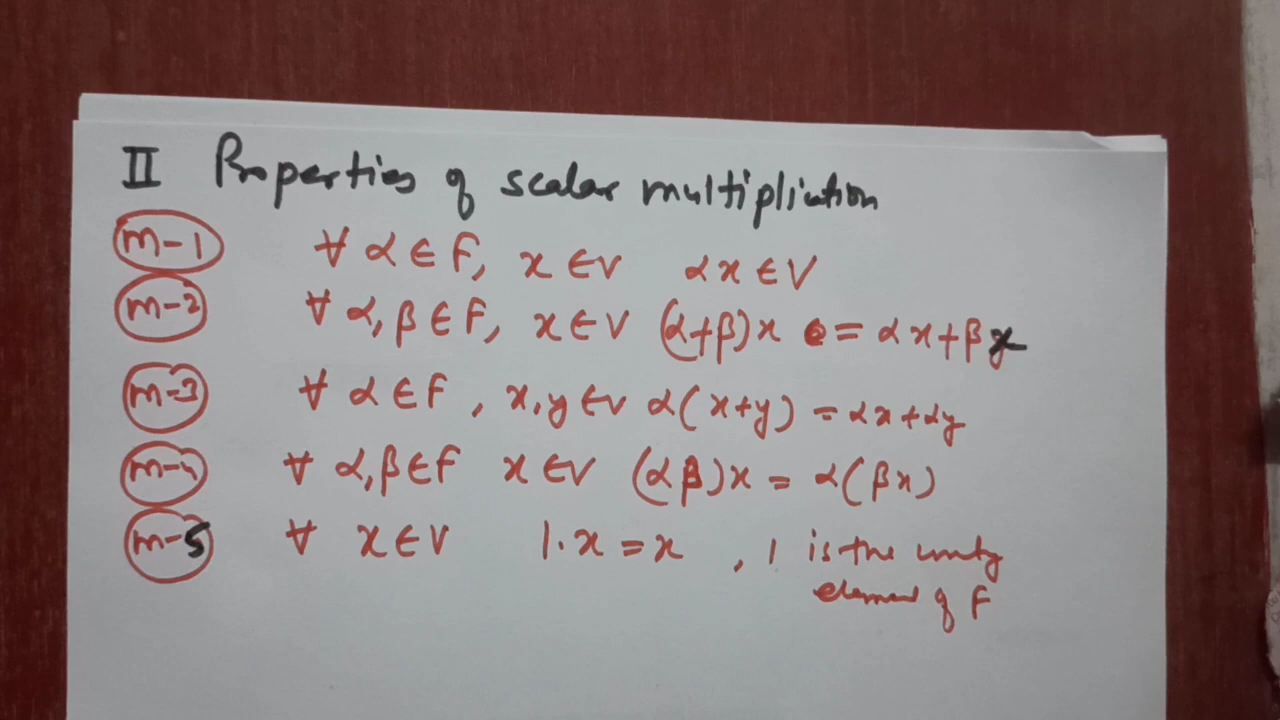 II Properties of scalar multiplication
m-1 ∀ α ∈ F, x ∈ V αx ∈ V
m-2 ∀ α, β ∈ F, x ∈ V (α+β)x = αx+βx
m-3 ∀ α ∈ F, x,y ∈ V α(x+y) = αx+αy
m-4 ∀ α,β ∈ F x ∈ V (αβ)x = α(βx)
m-5 ∀ x ∈ V 1.x = x , 1 is the unity
element of F